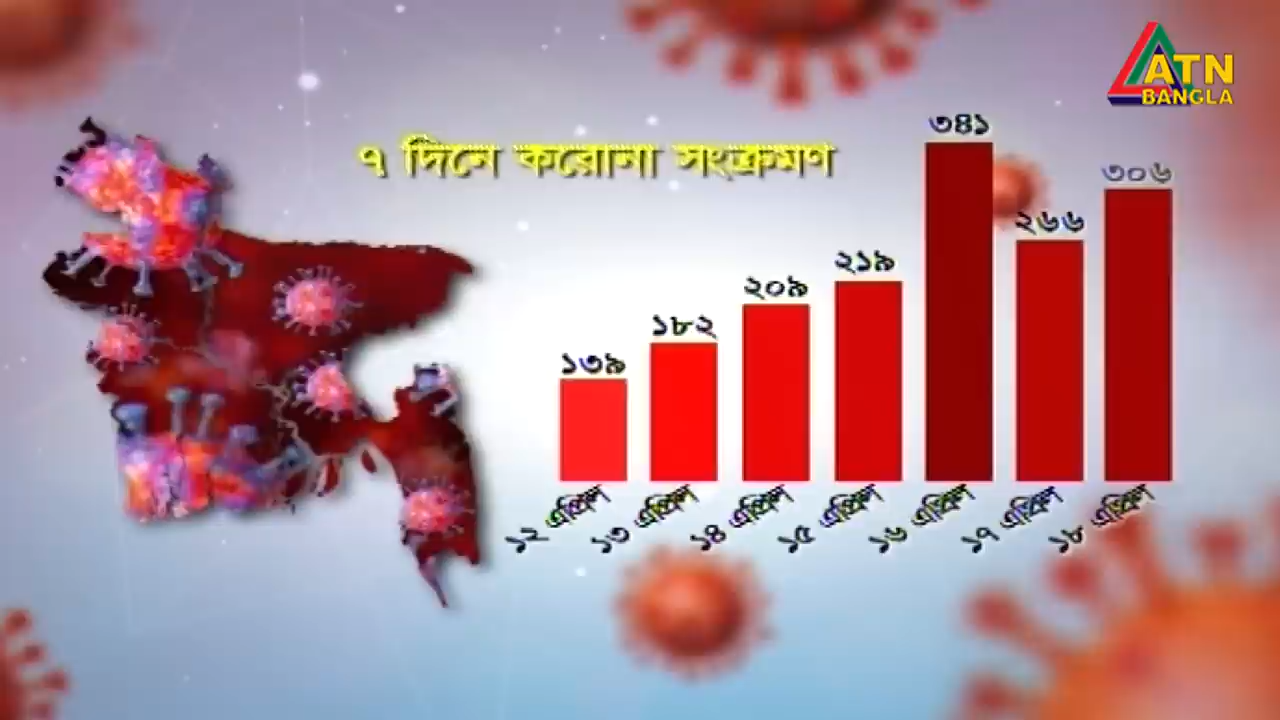 ATN
BANGLA
৭ দিনে করোনা সংক্রমণ
১৩৯
১৮২
২০৯
২১৯
৩৪১
২৬৬
৩০৬
১২ এপ্রিল
১৩ এপ্রিল
১৪ এপ্রিল
১৫ এপ্রিল
১৬ এপ্রিল
১৭ এপ্রিল
১৮ এপ্রিল